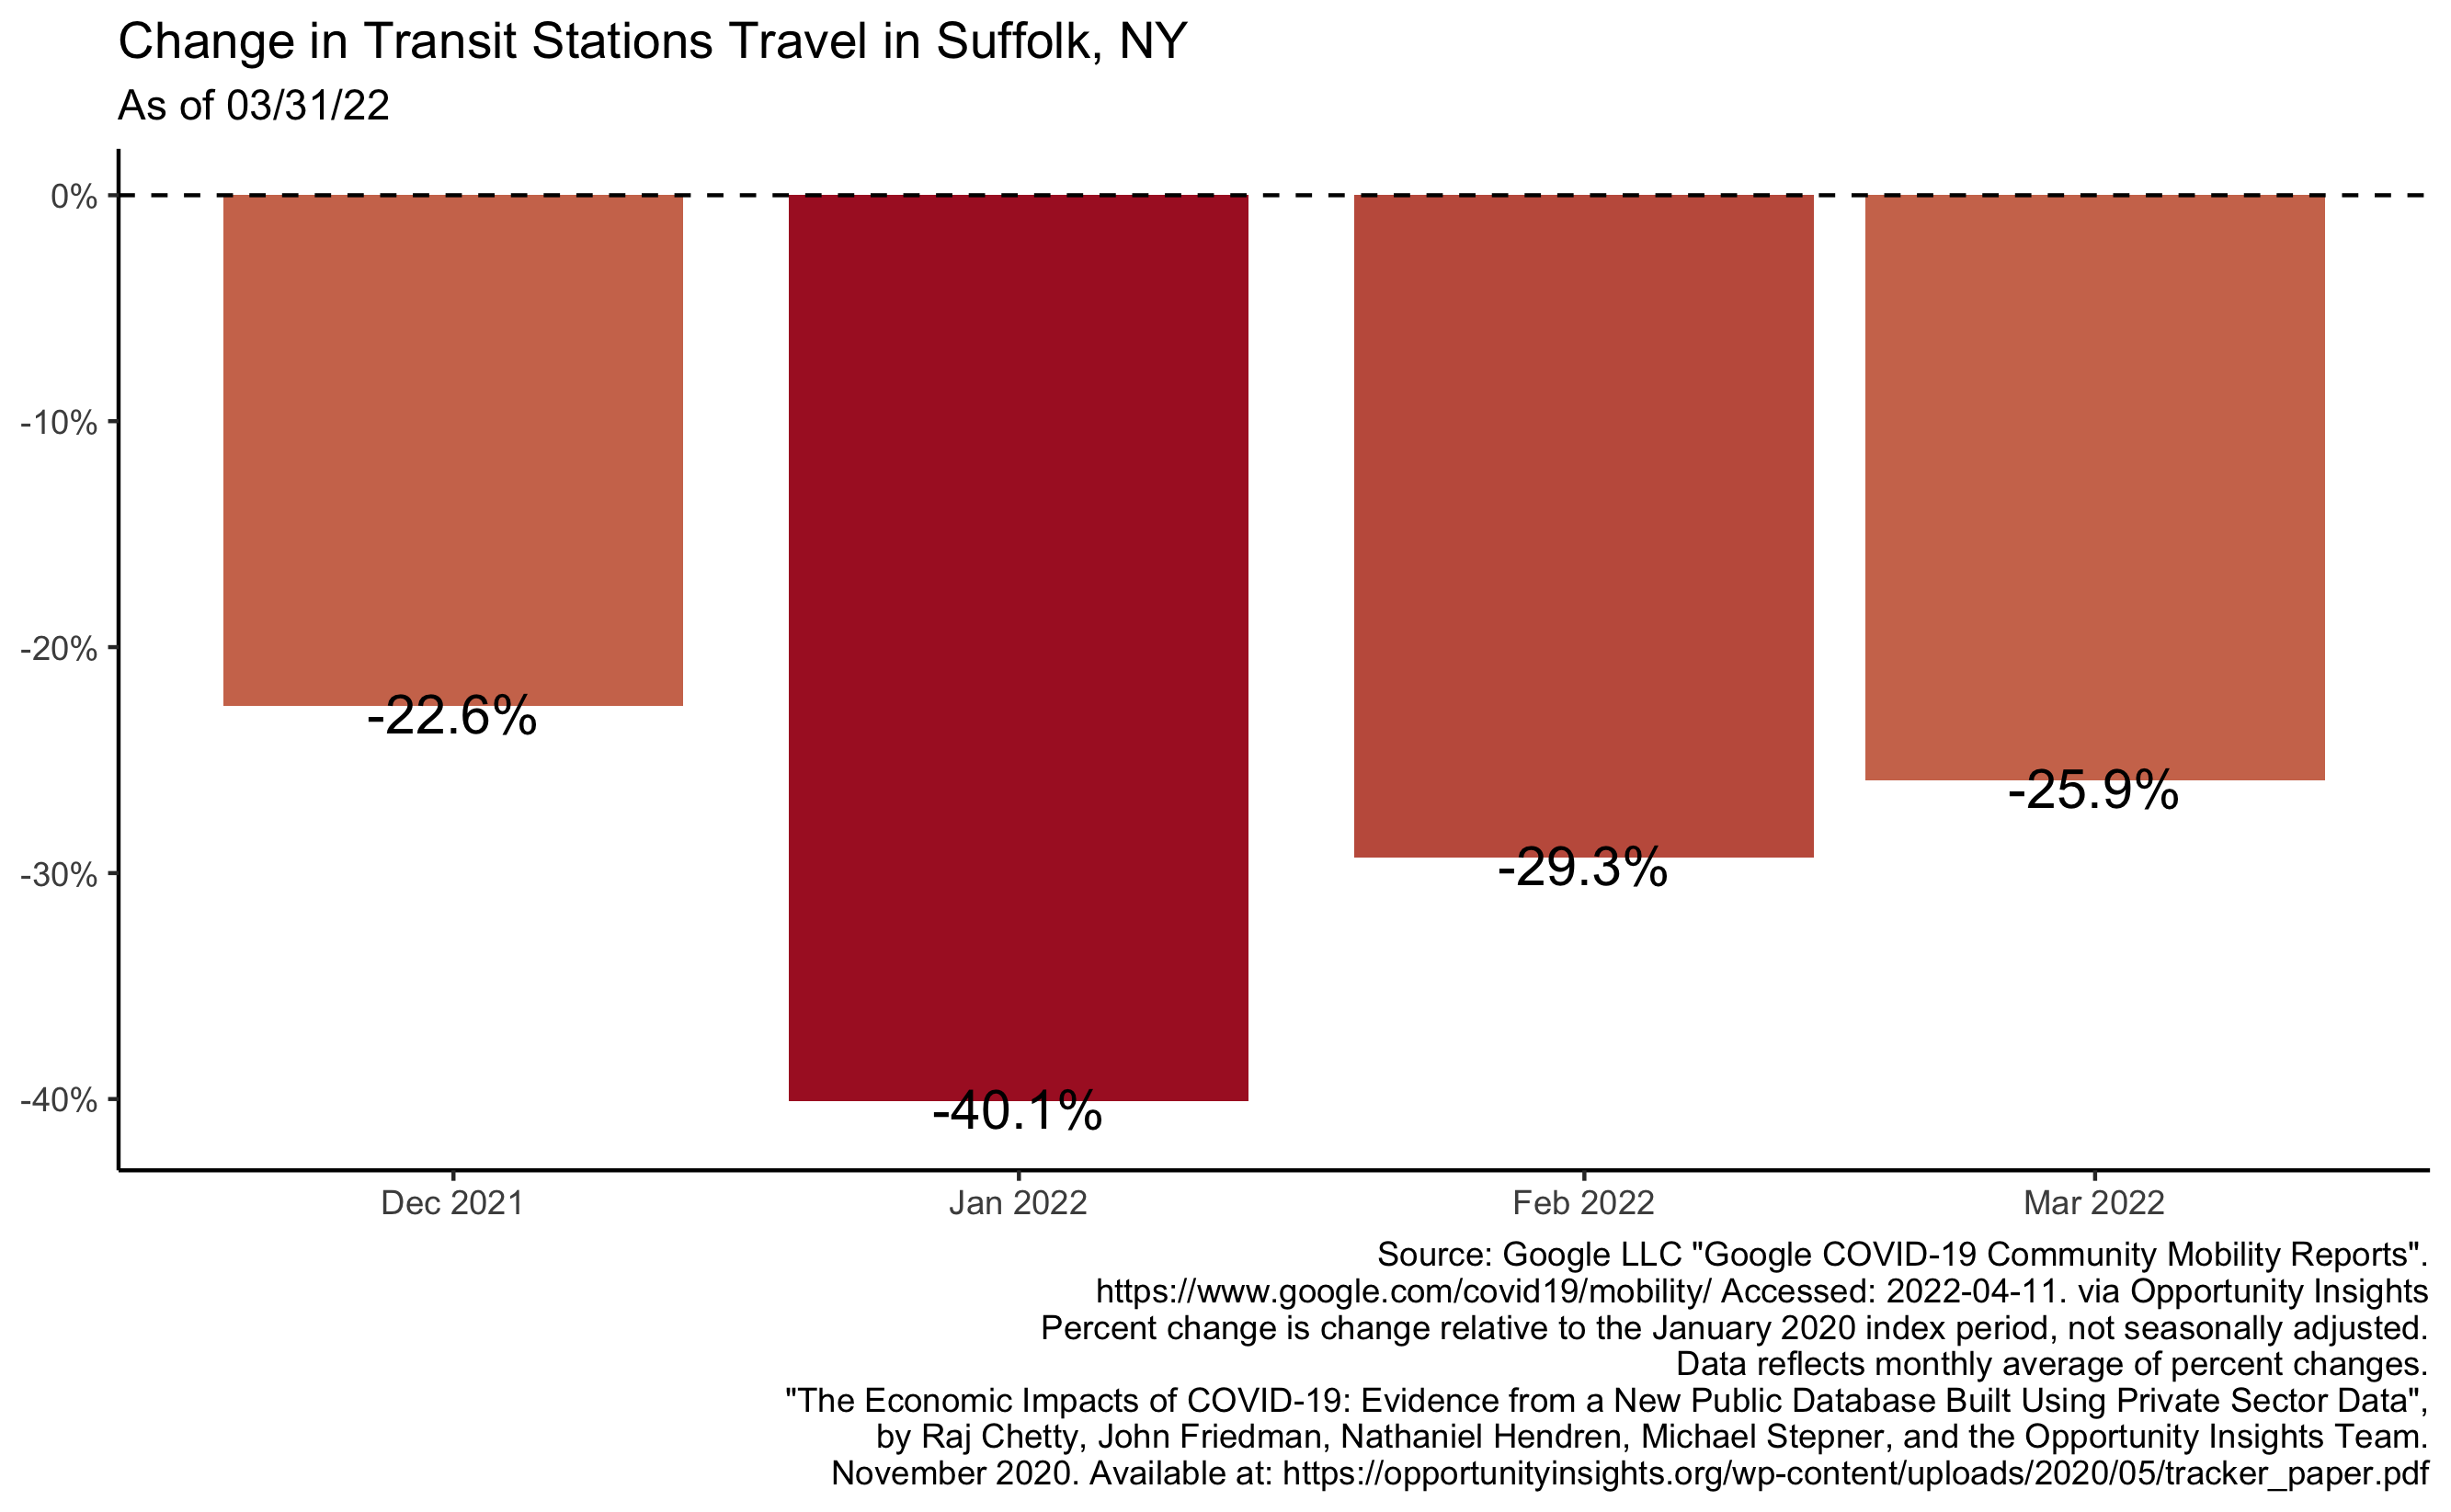 Change in Transit Stations Travel in Suffolk, NY
As of 03/31/22
0%
-10%
-20%
-30%
-40%
-22.6%
-40.1%
-29.3%
-25.9%
Dec 2021
Jan 2022
Feb 2022
Mar 2022
Source: Google LLC "Google COVID-19 Community Mobility Reports".
https://www.google.com/covid19/mobility/ Accessed: 2022-04-11. via Opportunity Insights
Percent change is change relative to the January 2020 index period, not seasonally adjusted.
Data reflects monthly average of percent changes.
"The Economic Impacts of COVID-19: Evidence from a New Public Database Built Using Private Sector Data",
by Raj Chetty, John Friedman, Nathaniel Hendren, Michael Stepner, and the Opportunity Insights Team.
November 2020. Available at: https://opportunityinsights.org/wp-content/uploads/2020/05/tracker_paper.pdf